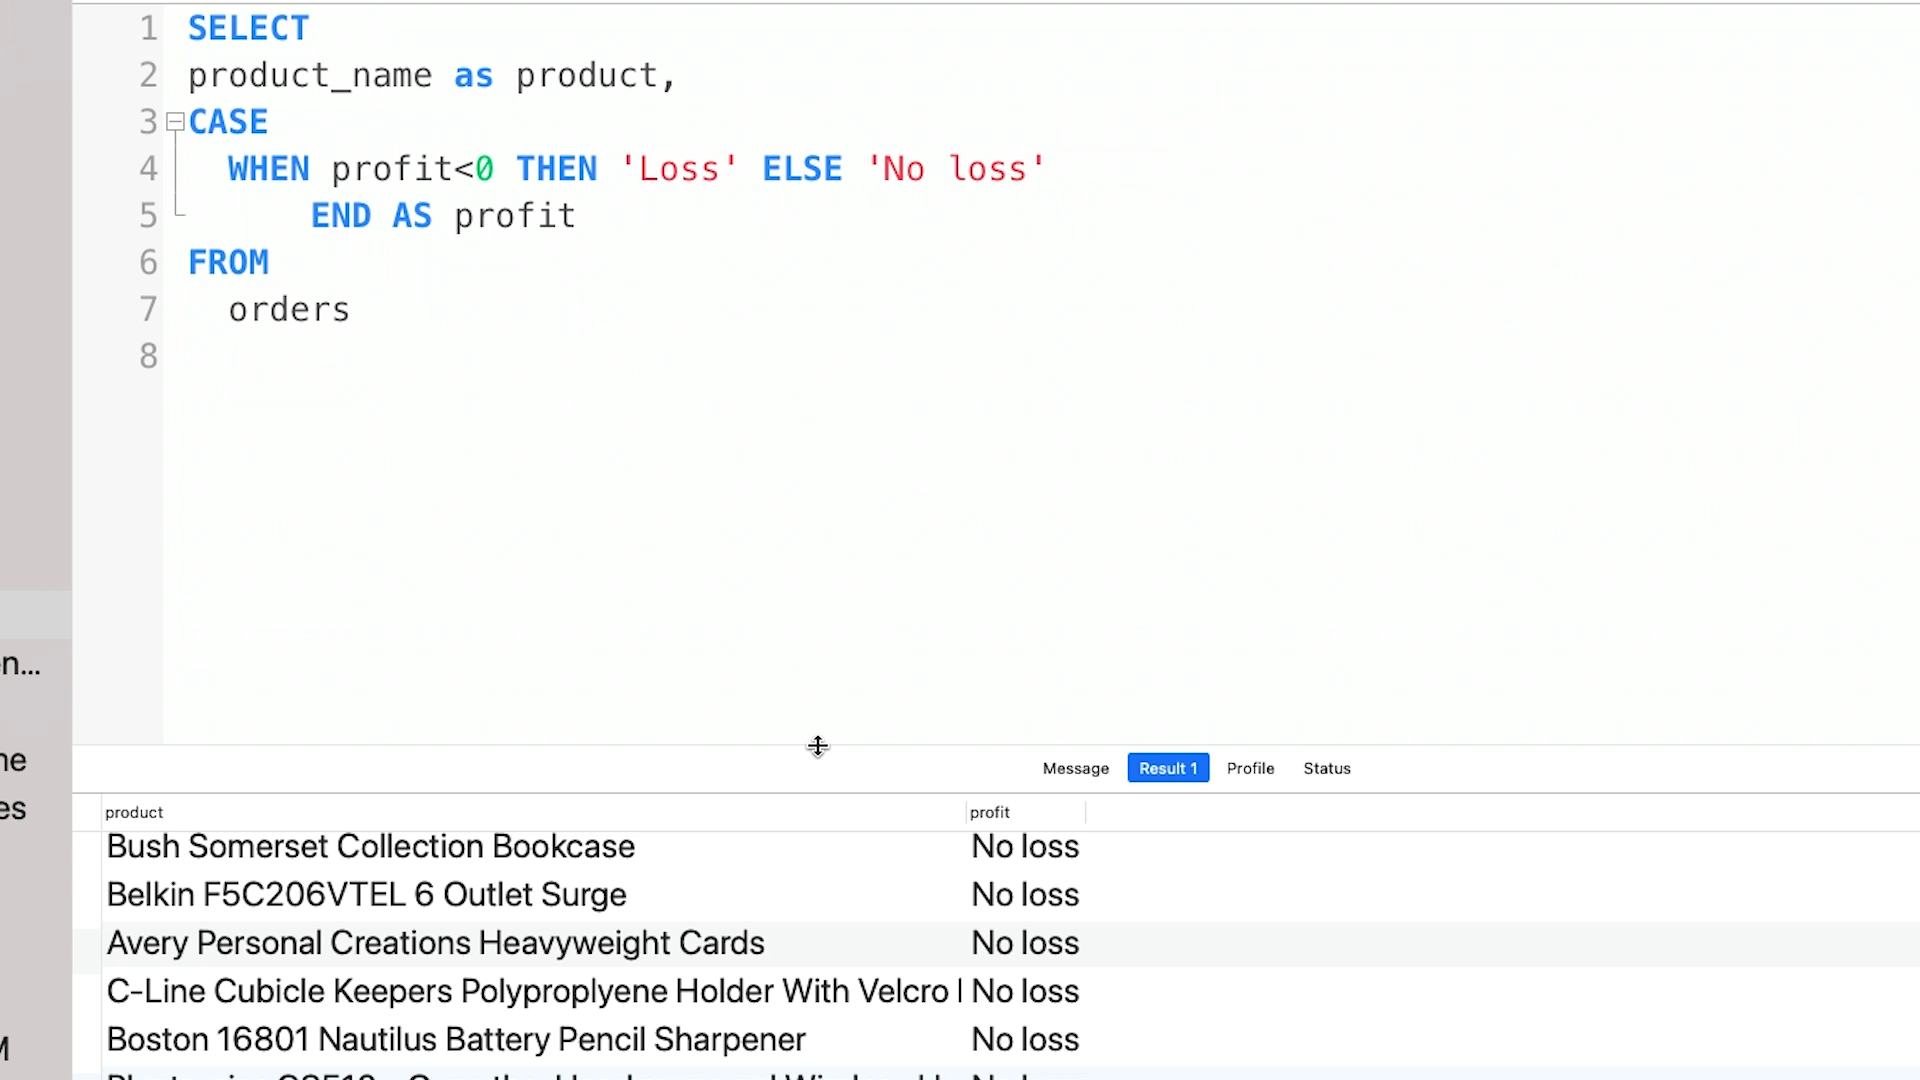 1 SELECT
2 product_name as product,
3 CASE
4 WHEN profit<0 THEN 'Loss' ELSE 'No loss'
5 END AS profit
6 FROM
7 orders
8
en...
ne
es
M
Message Result 1 Profile Status
product profit
Bush Somerset Collection Bookcase No loss
Belkin F5C206VTEL 6 Outlet Surge No loss
Avery Personal Creations Heavyweight Cards No loss
C-Line Cubicle Keepers Polyproplyene Holder With Velcro No loss
Boston 16801 Nautilus Battery Pencil Sharpener No loss